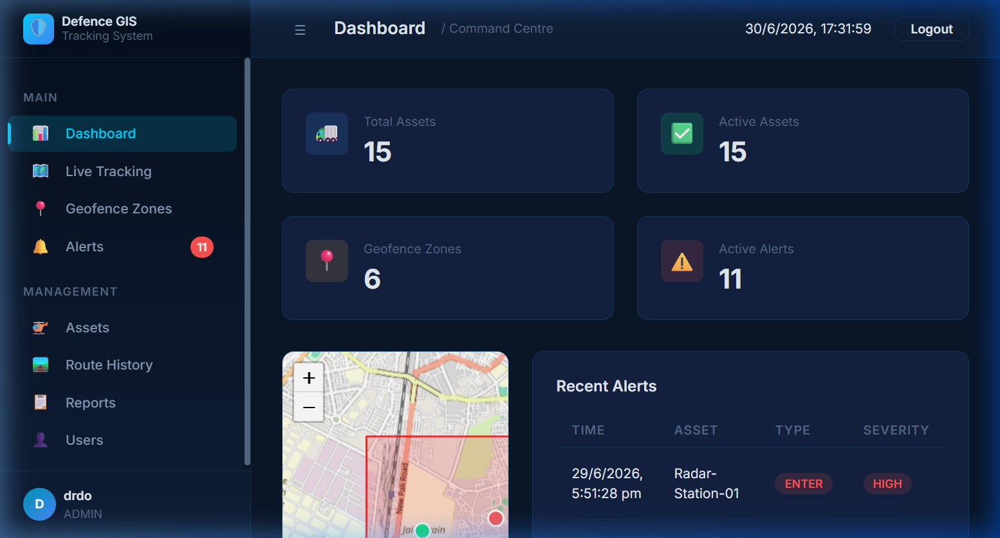 Defence GIS
Tracking System
☰ Dashboard / Command Centre
30/6/2026, 17:31:59
Logout
MAIN
Dashboard
Live Tracking
Geofence Zones
Alerts 11
MANAGEMENT
Assets
Route History
Reports
Users
D
drdo
ADMIN
Total Assets
15
Active Assets
15
Geofence Zones
6
Active Alerts
11
+
−
New Pali Road
Recent Alerts
TIME ASSET TYPE SEVERITY
29/6/2026, Radar- ENTER HIGH
5:51:28 pm Station-01